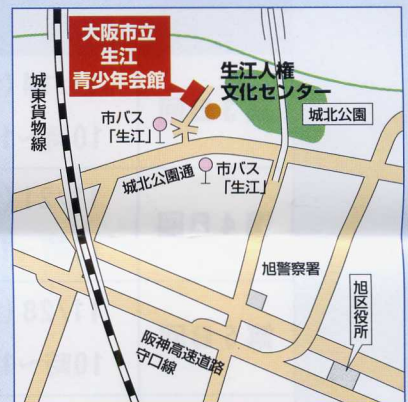 大阪市立
生江
青少年会館
生江人権
文化センター
城北公園
城東貨物線
市バス
「生江」
城北公園通
市バス
「生江」
旭警察署
旭区役所
阪神高速道路
守口線